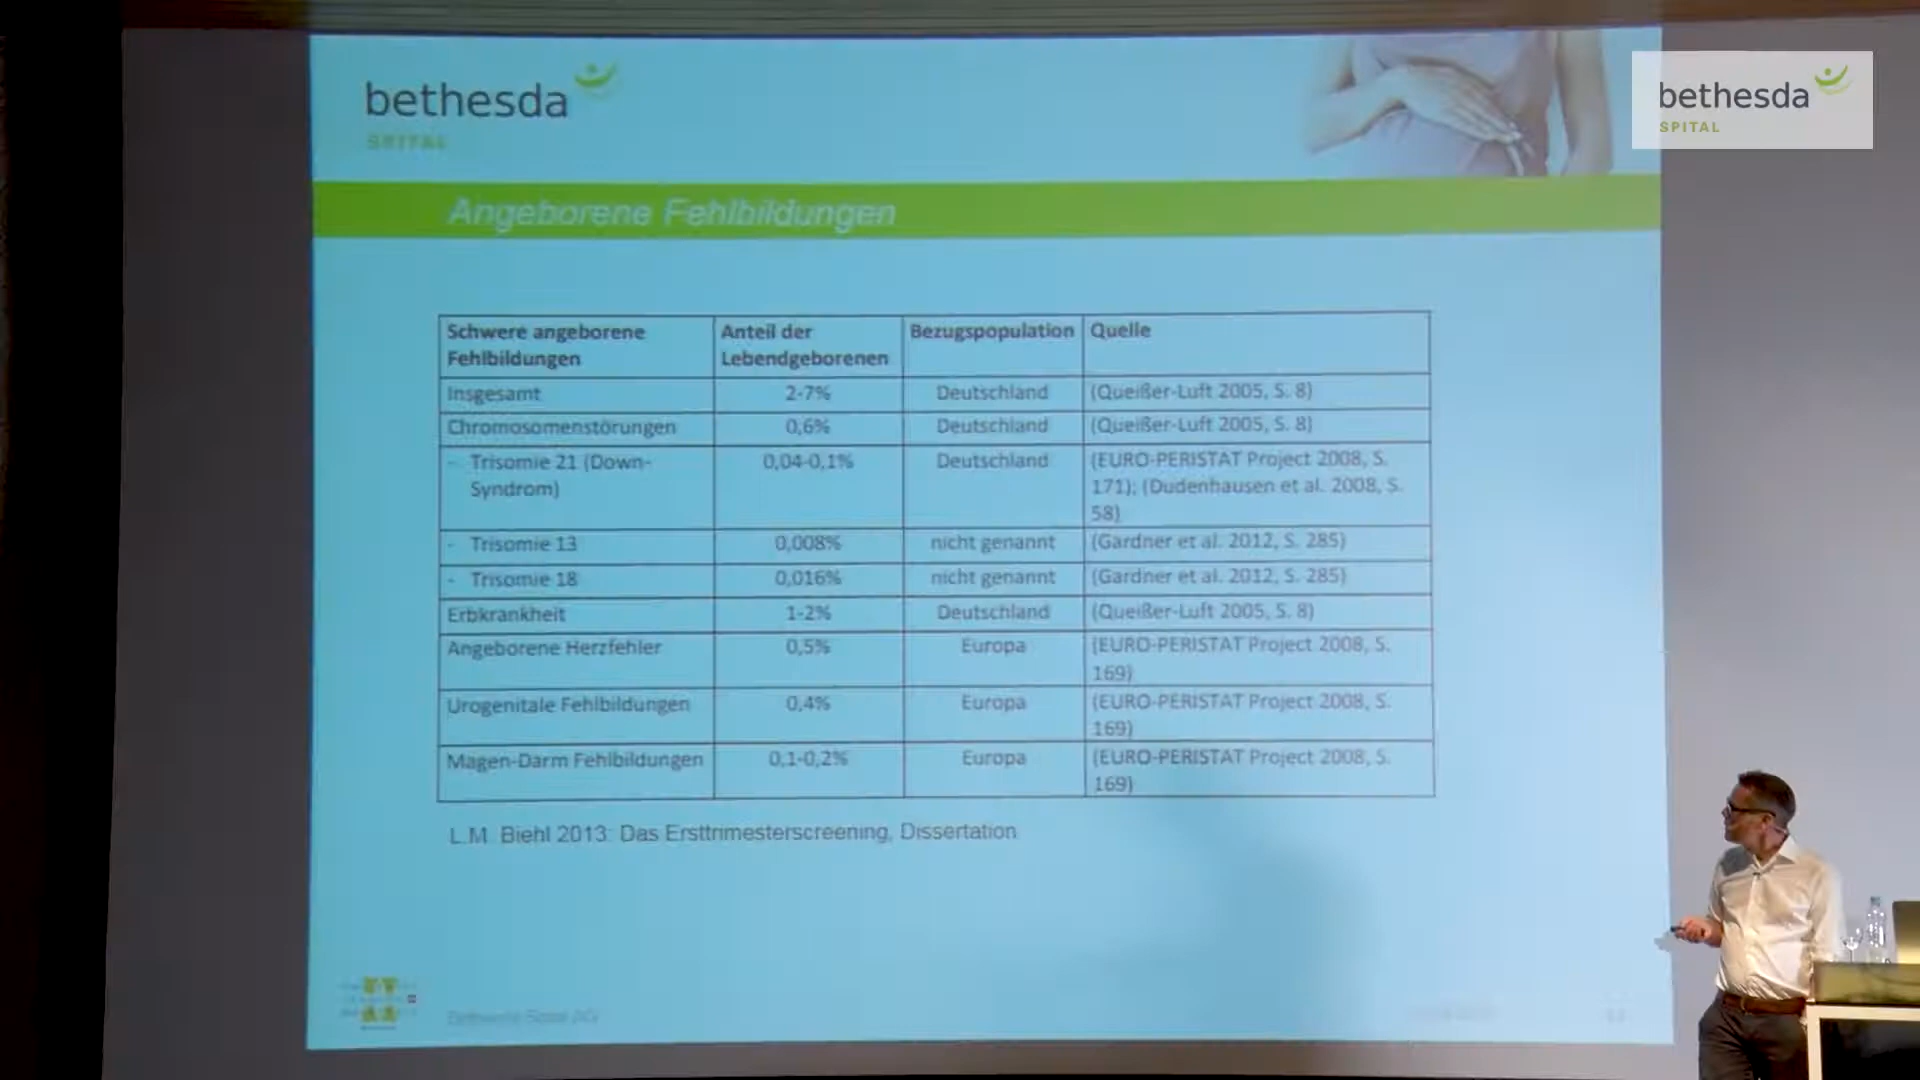 bethesda
SPITAL
bethesda
SPITAL
Angeborene Fehlbildungen
Schwere angeborene Fehlbildungen | Anteil der Lebendgeborenen | Bezugspopulation | Quelle
Insgesamt | 2-7% | Deutschland | (Queißer-Luft 2005, S. 8)
Chromosomenstörungen | 0,6% | Deutschland | (Queißer-Luft 2005, S. 8)
- Trisomie 21 (Down-Syndrom) | 0,04-0,1% | Deutschland | (EURO-PERISTAT Project 2008, S. 171); (Dudenhausen et al. 2008, S. 58)
- Trisomie 13 | 0,008% | nicht genannt | (Gardner et al. 2012, S. 285)
- Trisomie 18 | 0,016% | nicht genannt | (Gardner et al. 2012, S. 285)
Erbkrankheit | 1-2% | Deutschland | (Queißer-Luft 2005, S. 8)
Angeborene Herzfehler | 0,5% | Europa | (EURO-PERISTAT Project 2008, S. 169)
Urogenitale Fehlbildungen | 0,4% | Europa | (EURO-PERISTAT Project 2008, S. 169)
Magen-Darm Fehlbildungen | 0,1-0,2% | Europa | (EURO-PERISTAT Project 2008, S. 169)
L.M. Biehl 2013: Das Ersttrimesterscreening, Dissertation
Bethesda Spital AG